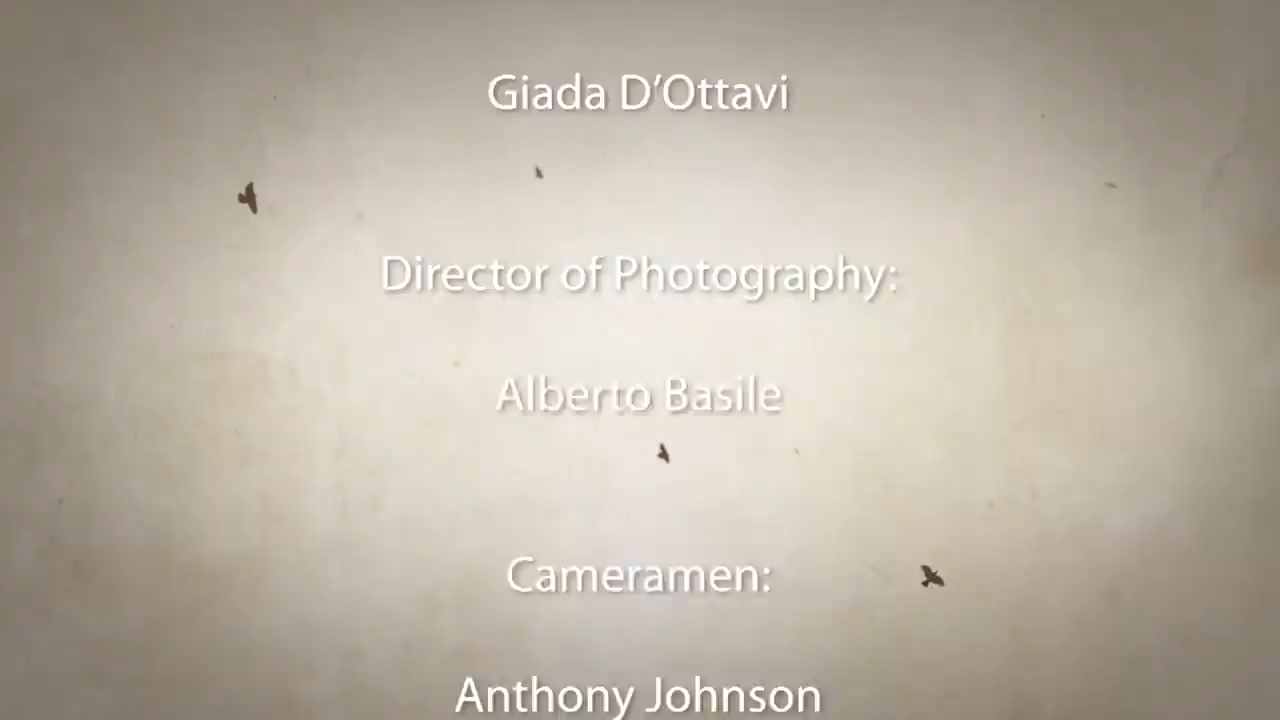 Giada D’Ottavi
Director of Photography:
Alberto Basile
Cameramen:
Anthony Johnson